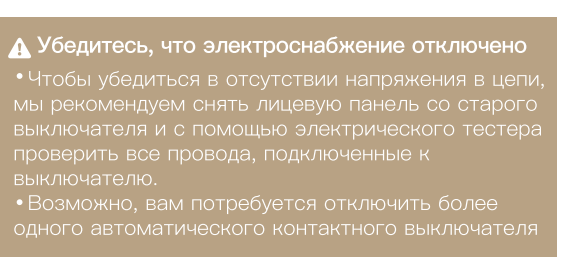 ⚠ Убедитесь, что электроснабжение отключено
•Чтобы убедиться в отсутствии напряжения в цепи,
мы рекомендуем снять лицевую панель со старого
выключателя и с помощью электрического тестера
проверить все провода, подключенные к
выключателю.
•Возможно, вам потребуется отключить более
одного автоматического контактного выключателя